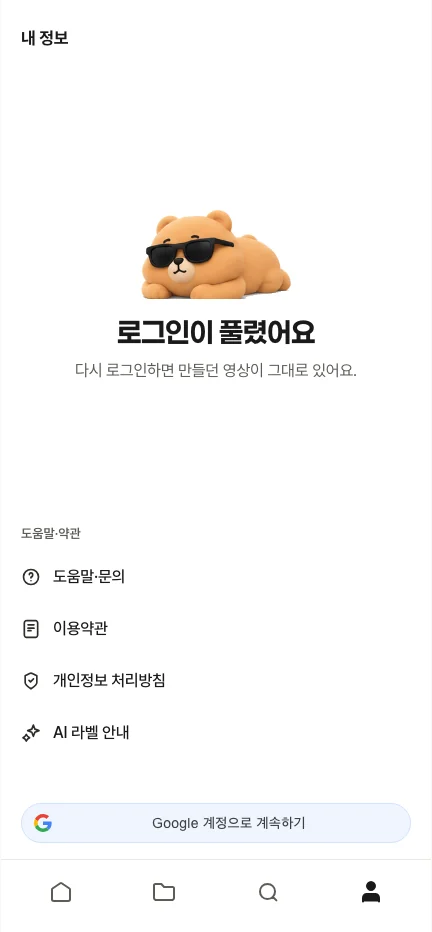 내 정보
로그인이 풀렸어요
다시 로그인하면 만들던 영상이 그대로 있어요.
도움말·약관
도움말·문의
이용약관
개인정보 처리방침
AI 라벨 안내
Google 계정으로 계속하기